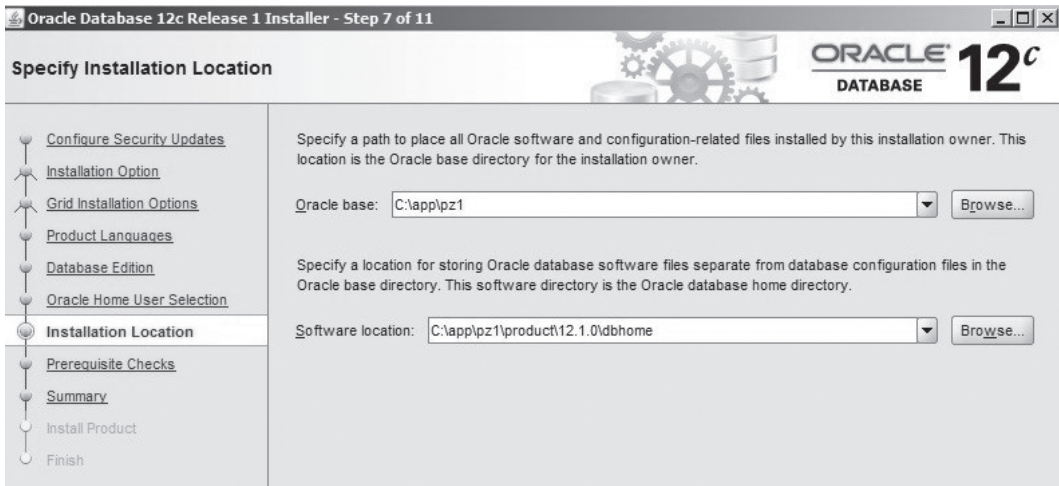 Oracle Database 12c Release 1 Installer - Step 7 of 11
Specify Installation Location
ORACLE
DATABASE
12c
Configure Security Updates
Installation Option
Grid Installation Options
Product Languages
Database Edition
Oracle Home User Selection
Installation Location
Prerequisite Checks
Summary
Install Product
Finish
Specify a path to place all Oracle software and configuration-related files installed by this installation owner. This
location is the Oracle base directory for the installation owner.
Oracle base: C:\app\pz1 Browse...
Specify a location for storing Oracle database software files separate from database configuration files in the
Oracle base directory. This software directory is the Oracle database home directory.
Software location: C:\app\pz1\product\12.1.0\dbhome Browse...